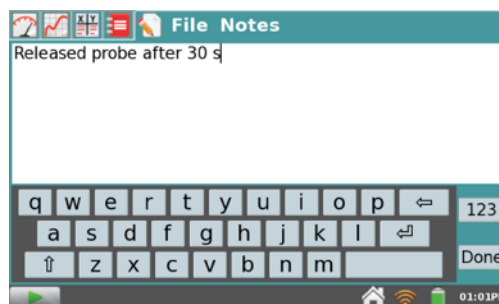 X Y
File Notes
Released probe after 30 s
q w e r t y u i o p ⇦ 123
a s d f g h j k l ⏎
⇧ z x c v b n m Done
01:01P